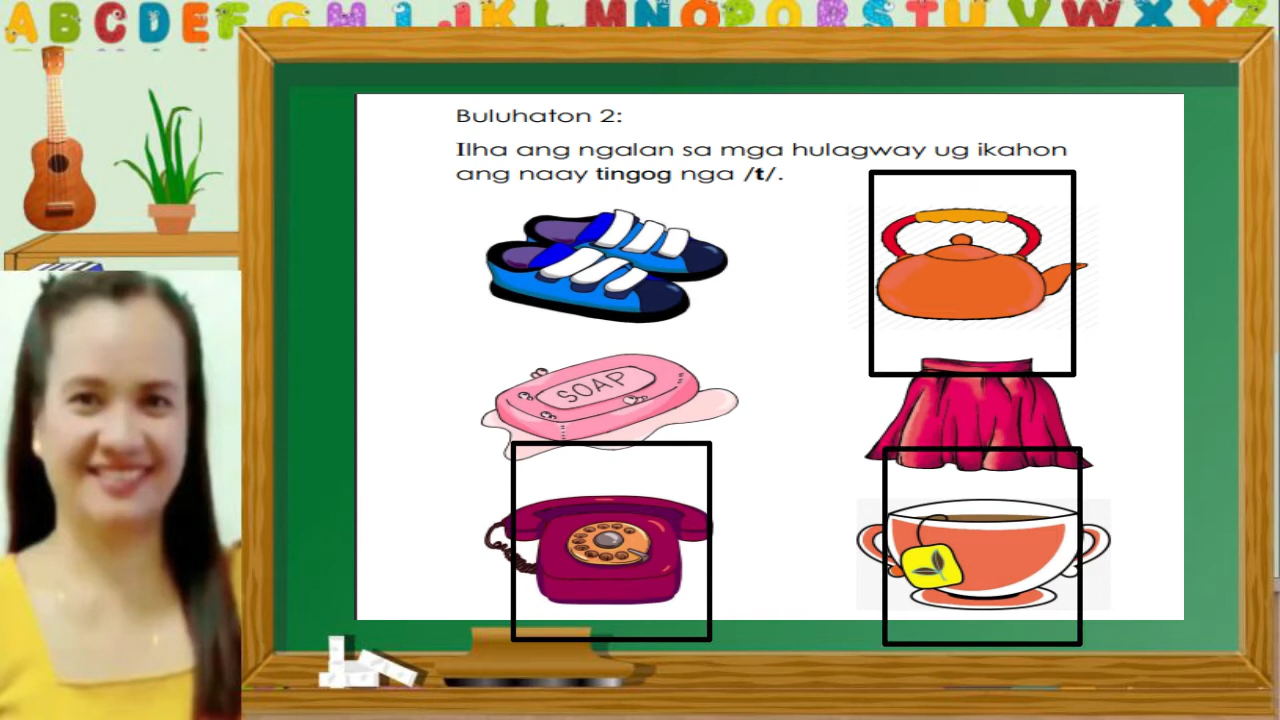 A B C D E F G H I J K L M N O P Q R S T U V W X Y Z
Buluhaton 2:
Ilha ang ngalan sa mga hulagway ug ikahon
ang naay tingog nga /t/.
SOAP